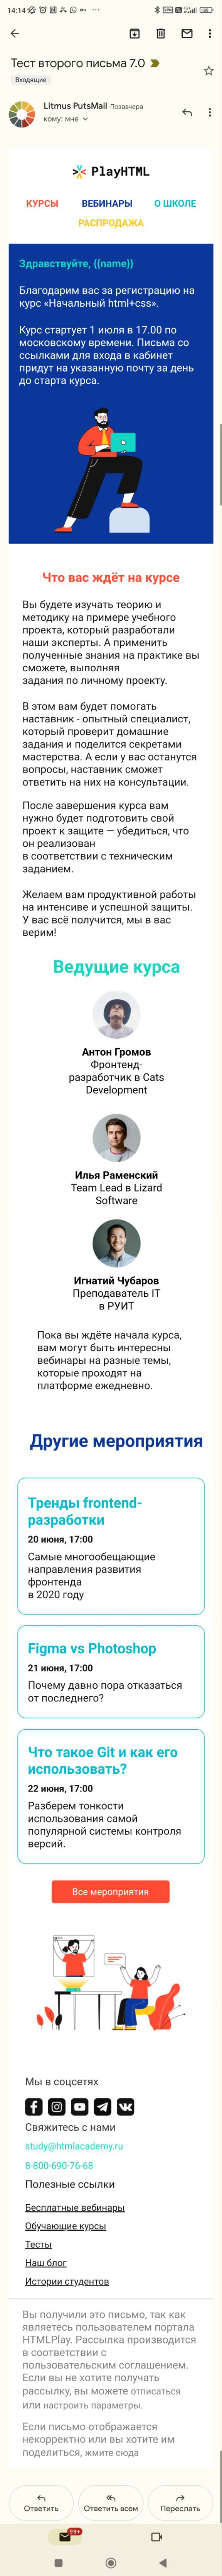 14:14
Тест второго письма 7.0
Входящие
Litmus PutsMail Позавчера
кому: мне
PlayHTML
КУРСЫ ВЕБИНАРЫ О ШКОЛЕ
РАСПРОДАЖА
Здравствуйте, {{name}}
Благодарим вас за регистрацию на
курс «Начальный html+css».
Курс стартует 1 июля в 17.00 по
московскому времени. Письма со
ссылками для входа в кабинет
придут на указанную почту за день
до старта курса.
Что вас ждёт на курсе
Вы будете изучать теорию и
методику на примере учебного
проекта, который разработали
наши эксперты. А применить
полученные знания на практике вы
сможете, выполняя
задания по личному проекту.
В этом вам будет помогать
наставник - опытный специалист,
который проверит домашние
задания и поделится секретами
мастерства. А если у вас останутся
вопросы, наставник сможет
ответить на них на консультации.
После завершения курса вам
нужно будет подготовить свой
проект к защите — убедиться, что
он реализован
в соответствии с техническим
заданием.
Желаем вам продуктивной работы
на интенсиве и успешной защиты.
У вас всё получится, мы в вас
верим!
Ведущие курса
Антон Громов
Фронтенд-
разработчик в Cats
Development
Илья Раменский
Team Lead в Lizard
Software
Игнатий Чубаров
Преподаватель IT
в РУИТ
Пока вы ждёте начала курса,
вам могут быть интересны
вебинары на разные темы,
которые проходят на
платформе ежедневно.
Другие мероприятия
Тренды frontend-
разработки
20 июня, 17:00
Самые многообещающие
направления развития
фронтенда
в 2020 году
Figma vs Photoshop
21 июня, 17:00
Почему давно пора отказаться
от последнего?
Что такое Git и как его
использовать?
22 июня, 17:00
Разберем тонкости
использования самой
популярной системы контроля
версий.
Все мероприятия
Мы в соцсетях
Свяжитесь с нами
study@htmlacademy.ru
8-800-690-76-68
Полезные ссылки
Бесплатные вебинары
Обучающие курсы
Тесты
Наш блог
Истории студентов
Вы получили это письмо, так как
являетесь пользователем портала
HTMLPlay. Рассылка производится
в соответствии с
пользовательским соглашением.
Если вы не хотите получать
рассылку, вы можете отписаться
или настроить параметры.
Если письмо отображается
некорректно или вы хотите им
поделиться, жмите сюда
Ответить Ответить всем Переслать
99+